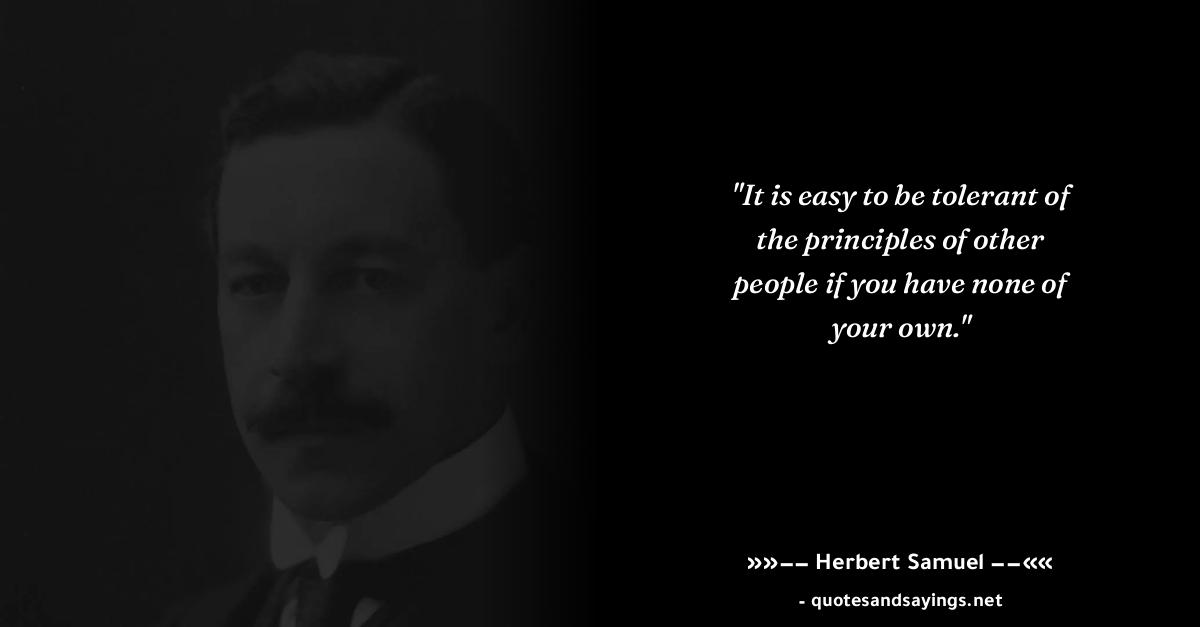 "It is easy to be tolerant of
the principles of other
people if you have none of
your own."
»»−− Herbert Samuel −−««
- quotesandsayings.net